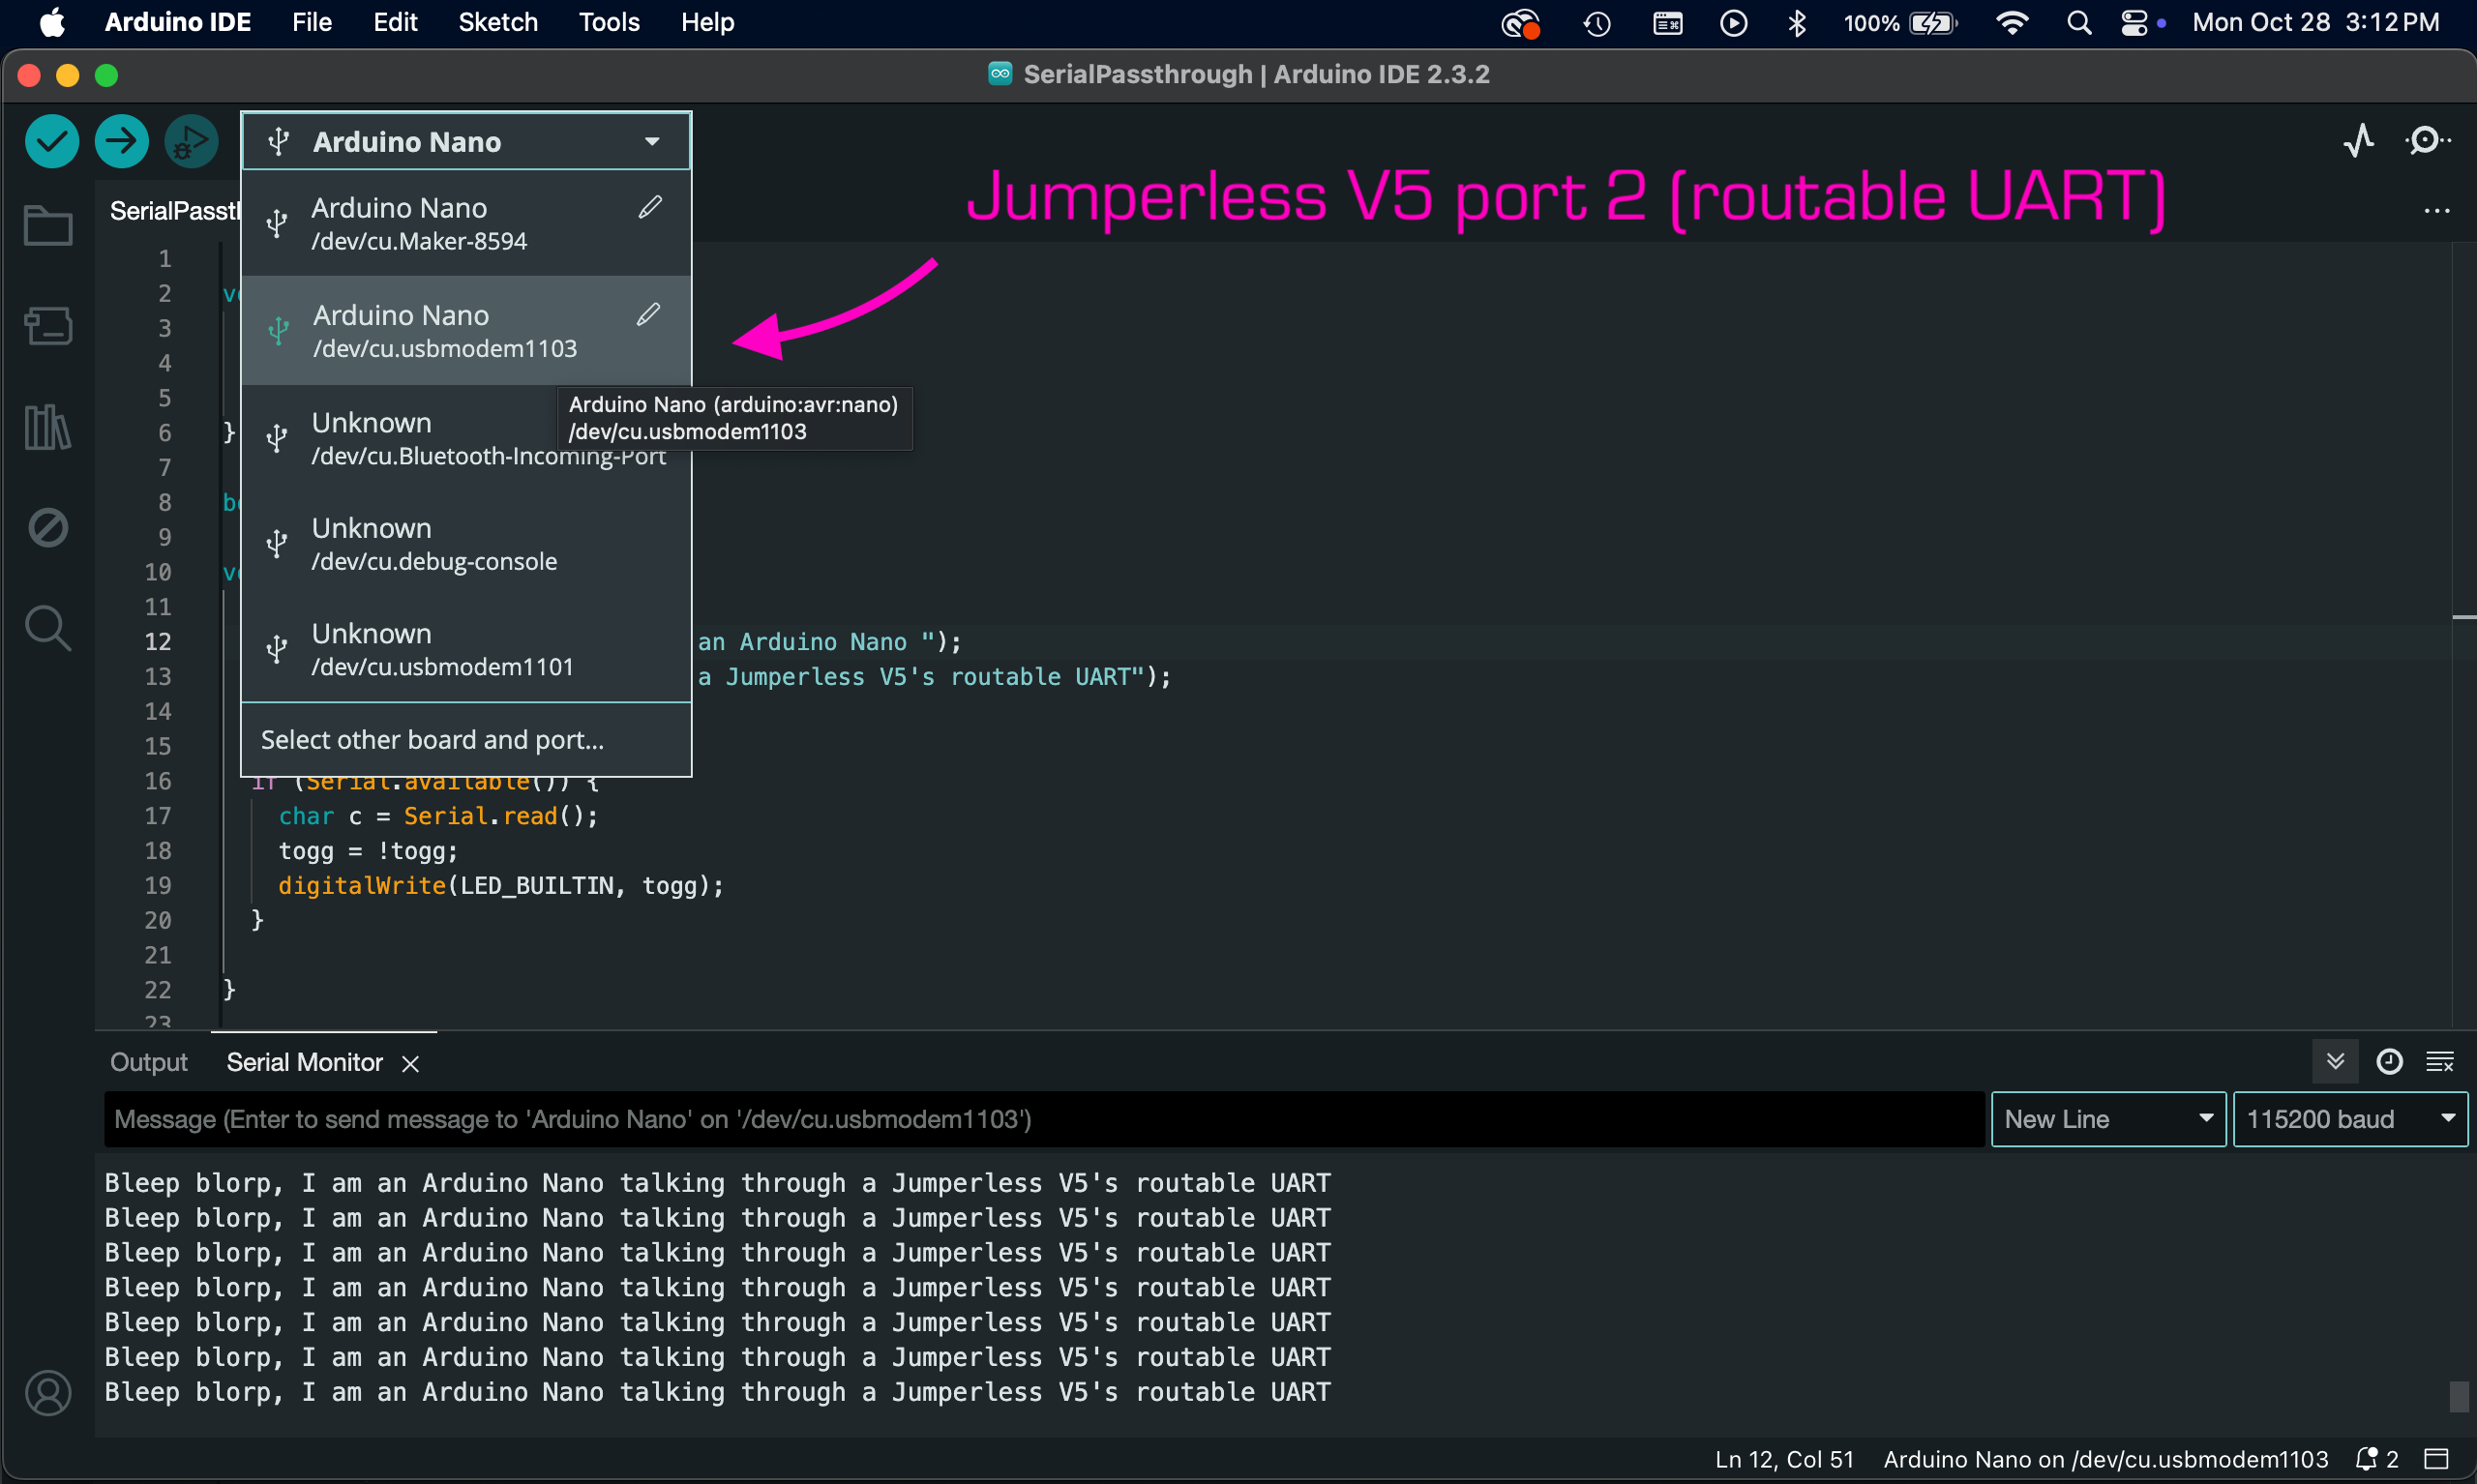 Arduino IDE File Edit Sketch Tools Help 100% Mon Oct 28 3:12 PM
SerialPassthrough | Arduino IDE 2.3.2
Arduino Nano
Jumperless V5 port 2 (routable UART)
SerialPasst
Arduino Nano
/dev/cu.Maker-8594
Arduino Nano
/dev/cu.usbmodem1103
Arduino Nano (arduino:avr:nano)
/dev/cu.usbmodem1103
Unknown
/dev/cu.Bluetooth-Incoming-Port
Unknown
/dev/cu.debug-console
Unknown
/dev/cu.usbmodem1101
Select other board and port...
1
2 v
3
4
5
6 }
7
8 b
9
10 v
11
12 an Arduino Nano ");
13 a Jumperless V5's routable UART");
14
15
16 if (Serial.available()) {
17 char c = Serial.read();
18 togg = !togg;
19 digitalWrite(LED_BUILTIN, togg);
20 }
21
22 }
23
Output Serial Monitor
Message (Enter to send message to 'Arduino Nano' on '/dev/cu.usbmodem1103') New Line 115200 baud
Bleep blorp, I am an Arduino Nano talking through a Jumperless V5's routable UART
Bleep blorp, I am an Arduino Nano talking through a Jumperless V5's routable UART
Bleep blorp, I am an Arduino Nano talking through a Jumperless V5's routable UART
Bleep blorp, I am an Arduino Nano talking through a Jumperless V5's routable UART
Bleep blorp, I am an Arduino Nano talking through a Jumperless V5's routable UART
Bleep blorp, I am an Arduino Nano talking through a Jumperless V5's routable UART
Bleep blorp, I am an Arduino Nano talking through a Jumperless V5's routable UART
Ln 12, Col 51 Arduino Nano on /dev/cu.usbmodem1103 2